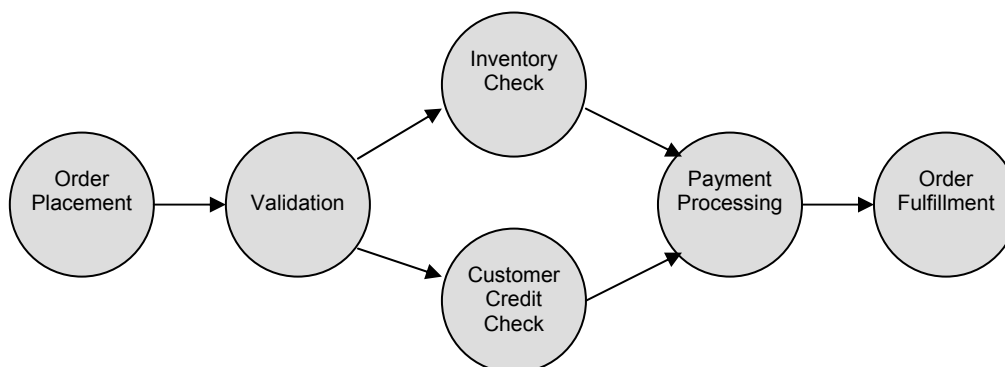 Order
Placement
Validation
Inventory
Check
Customer
Credit
Check
Payment
Processing
Order
Fulfillment